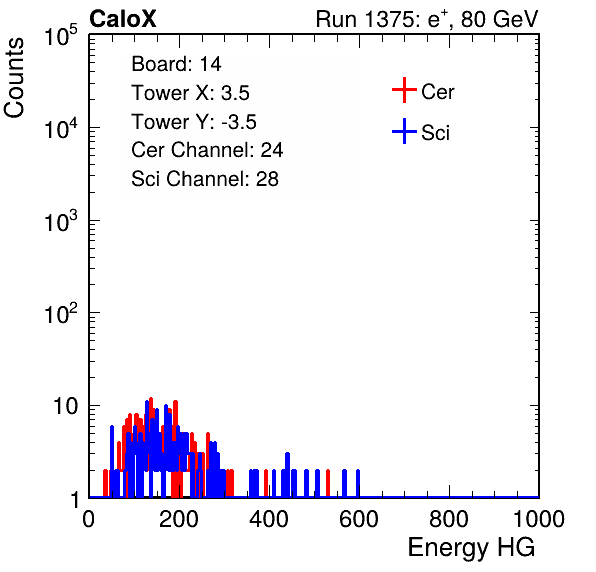 CaloX Run 1375: e⁺, 80 GeV
Counts
10⁵
10⁴
10³
10²
10
1
Board: 14
Tower X: 3.5
Tower Y: -3.5
Cer Channel: 24
Sci Channel: 28
Cer
Sci
0 200 400 600 800 1000
Energy HG